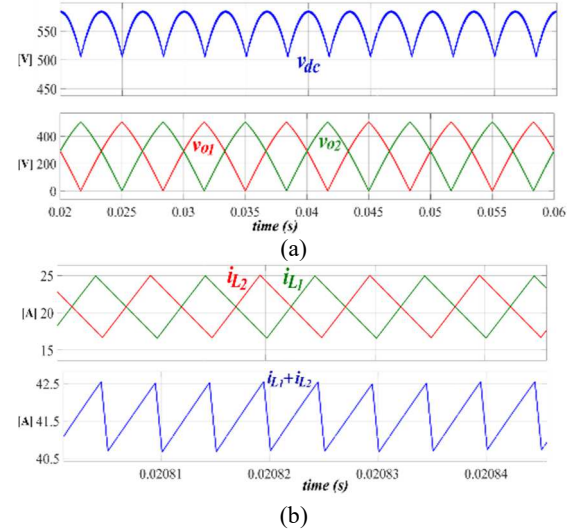 550
[V] 500
450
v_dc
400
[V] 200
0
v_o1 v_o2
0.02 0.025 0.03 0.035 0.04 0.045 0.05 0.055 0.06
time (s)
(a)
25
|A| 20
15
i_L2 i_L1
42.5
|A| 41.5
40.5
i_L1+i_L2
0.02081 0.02082 0.02083 0.02084
time (s)
(b)